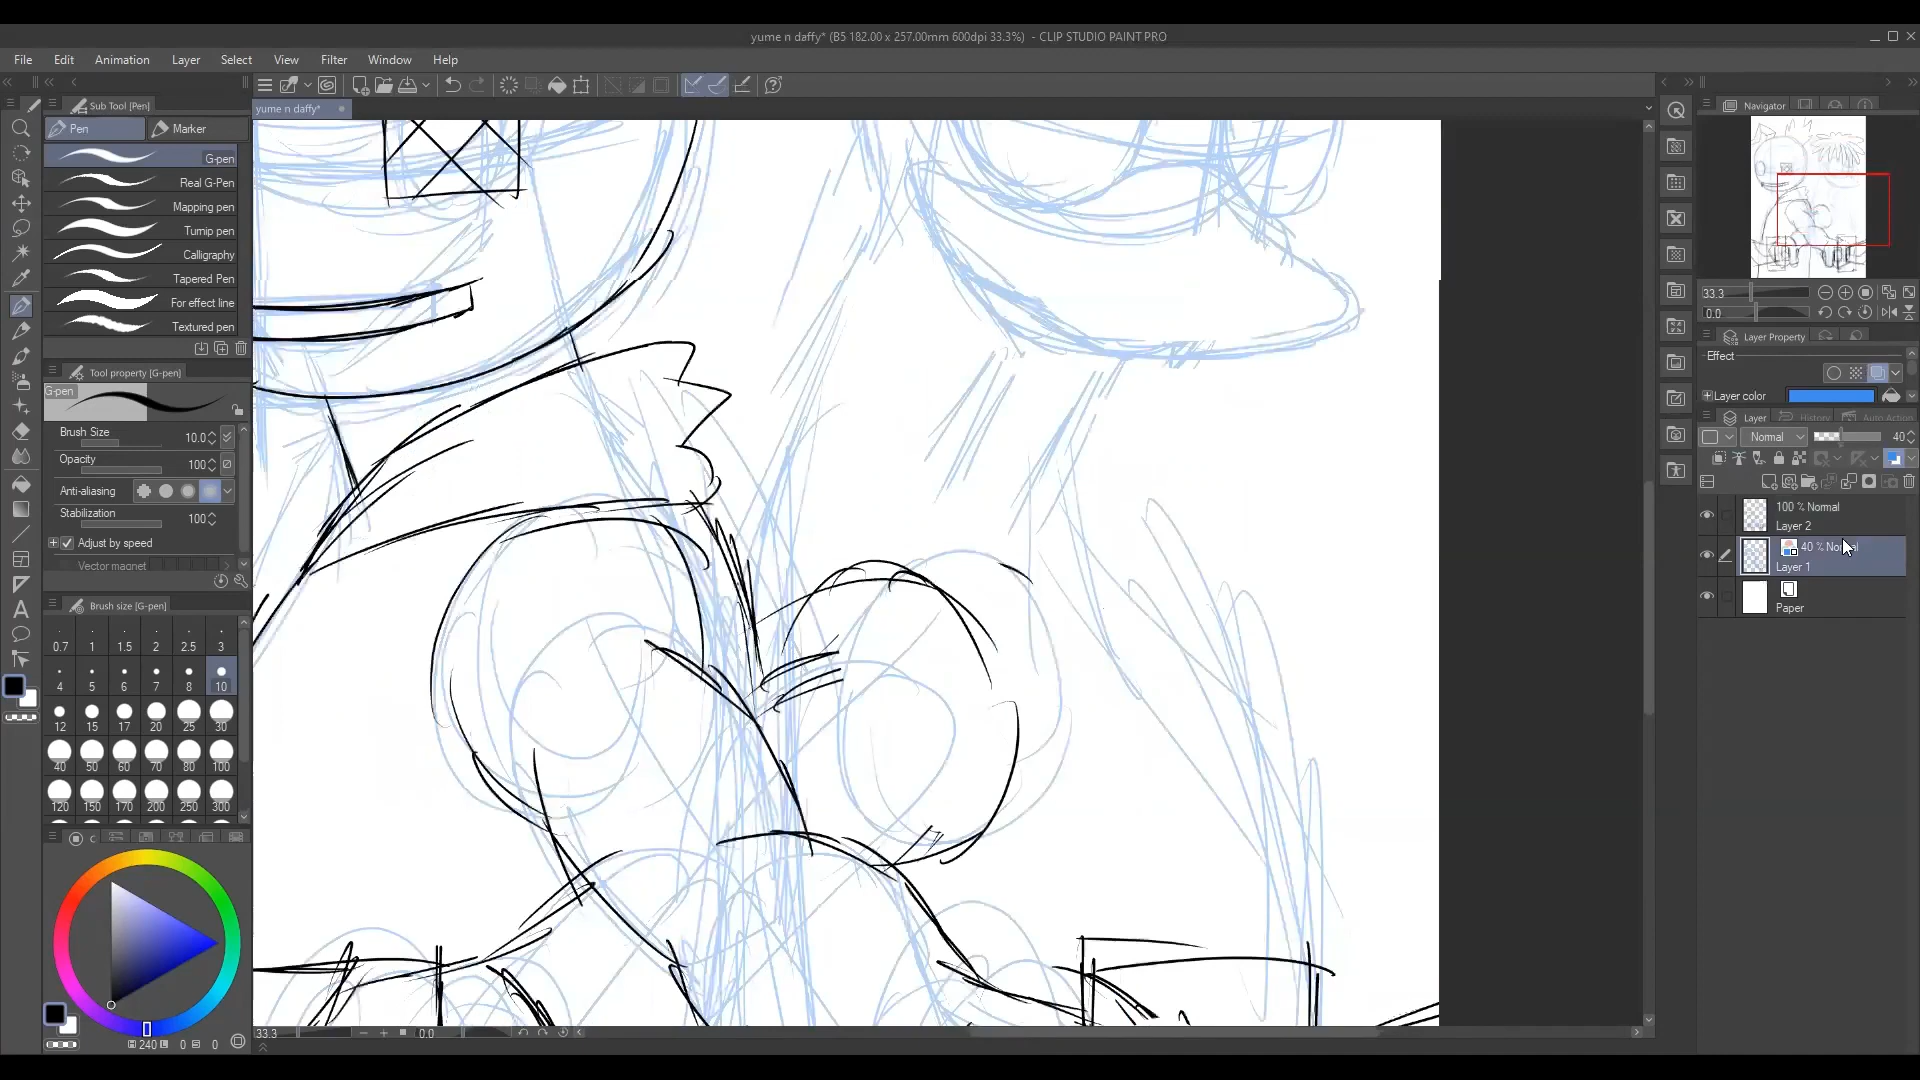 yume n daffy* (B5 182.00 x 257.00mm 600dpi 33.3%) - CLIP STUDIO PAINT PRO
File Edit Animation Layer Select View Filter Window Help
Sub Tool [Pen]
yume n daffy*
Navigator
Pen Marker
G-pen
Real G-Pen
Mapping pen
Turnip pen
Calligraphy
Tapered Pen
For effect line
Textured pen
33.3
0.0
Layer Property
Effect
Tool property [G-pen]
G-pen
Layer color
Layer History Auto Action
Brush Size 10.0
Normal 40
Opacity 100
Anti-aliasing
Stabilization 100
Adjust by speed
Vector magnet
100 % Normal
Layer 2
Layer 1
Paper
Brush size [G-pen]
0.7 1 1.5 2 2.5 3
4 5 6 7 8 10
12 15 17 20 25 30
40 50 60 70 80 100
120 150 170 200 250 300
33.3 0.0
240 0 0